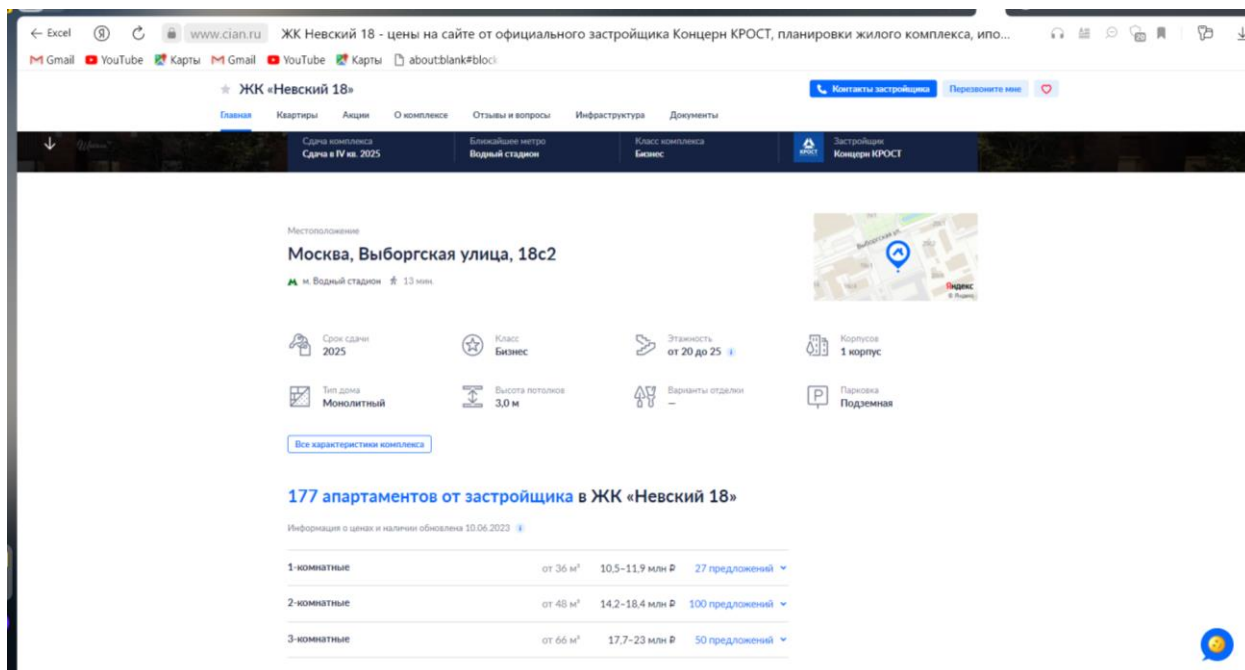 ← Excel Я www.cian.ru ЖК Невский 18 - цены на сайте от официального застройщика Концерн КРОСТ, планировки жилого комплекса, ипо...
Gmail YouTube Карты Gmail YouTube Карты about:blank#block
ЖК «Невский 18» Контакты застройщика Перезвоните мне
Главная Квартиры Акции О комплексе Отзывы и вопросы Инфраструктура Документы
Сдача комплекса Ближайшее метро Класс комплекса Застройщик
Сдача в IV кв. 2025 Водный стадион Бизнес КРОСТ Концерн КРОСТ
Местоположение
Москва, Выборгская улица, 18с2
м. Водный стадион 13 мин.
Выборгская ул.
Яндекс
© Яндекс
Срок сдачи Класс Этажность Корпусов
2025 Бизнес от 20 до 25 1 корпус
Тип дома Высота потолков Варианты отделки Парковка
Монолитный 3,0 м – Подземная
Все характеристики комплекса
177 апартаментов от застройщика в ЖК «Невский 18»
Информация о ценах и наличии обновлена 10.06.2023
1-комнатные от 36 м² 10,5–11,9 млн ₽ 27 предложений
2-комнатные от 48 м² 14,2–18,4 млн ₽ 100 предложений
3-комнатные от 66 м² 17,7–23 млн ₽ 50 предложений